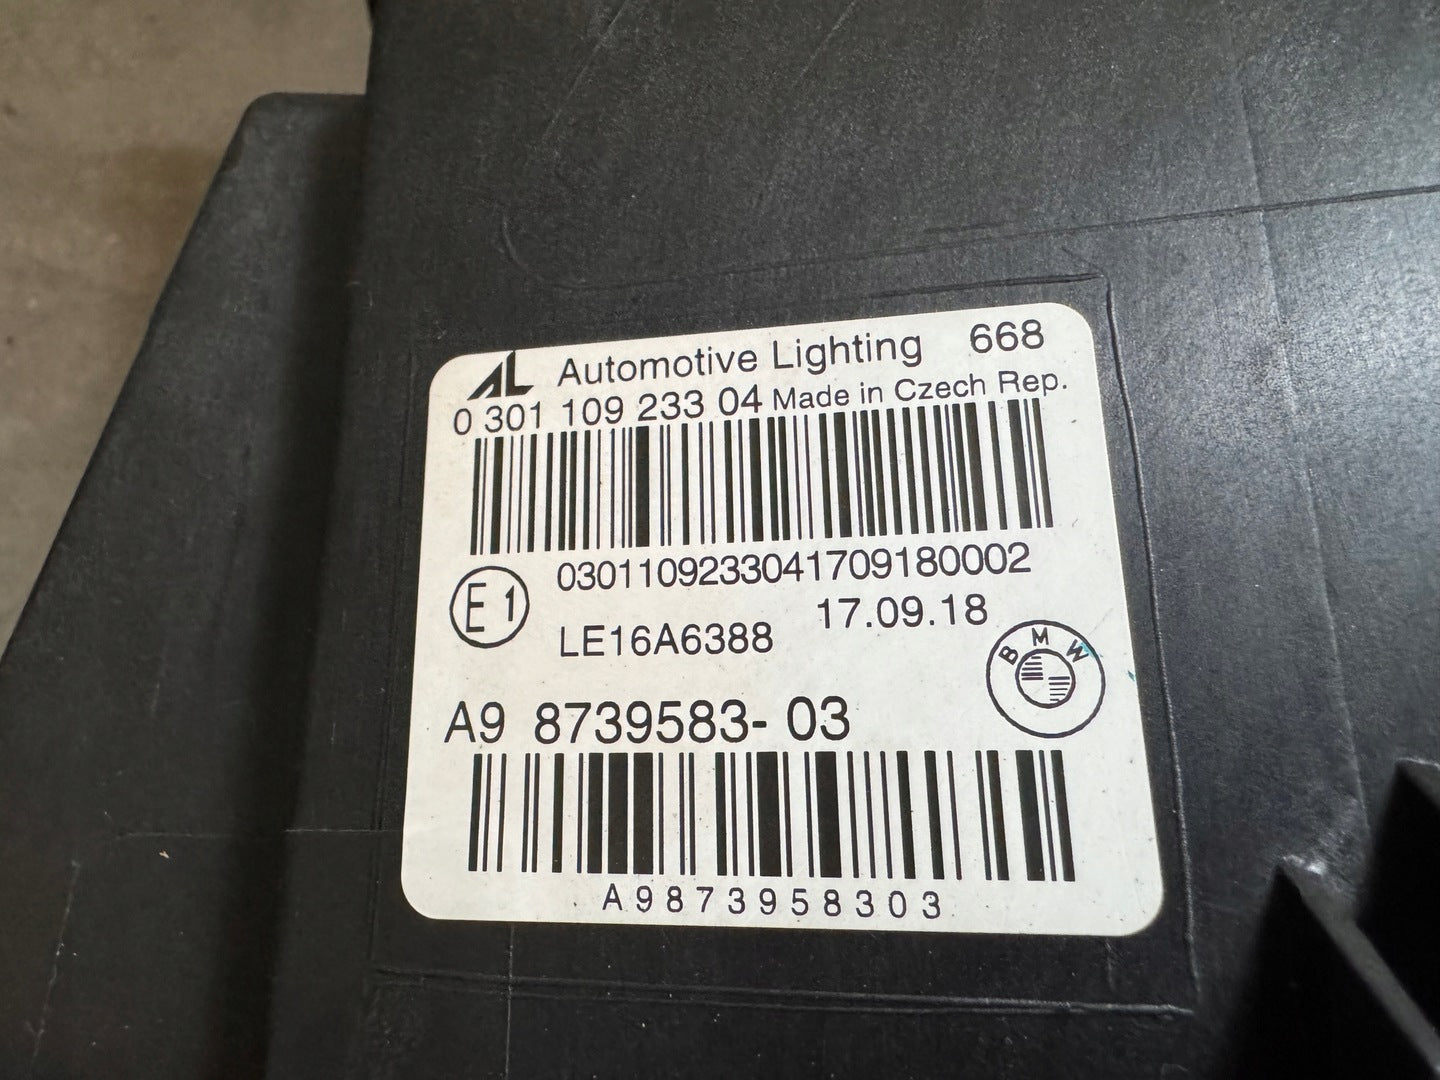 AL Automotive Lighting 668
0 301 109 233 04 Made in Czech Rep.
0301109233041709180002
E1
LE16A6388 17.09.18
BMW
A9 8739583- 03
A9873958303